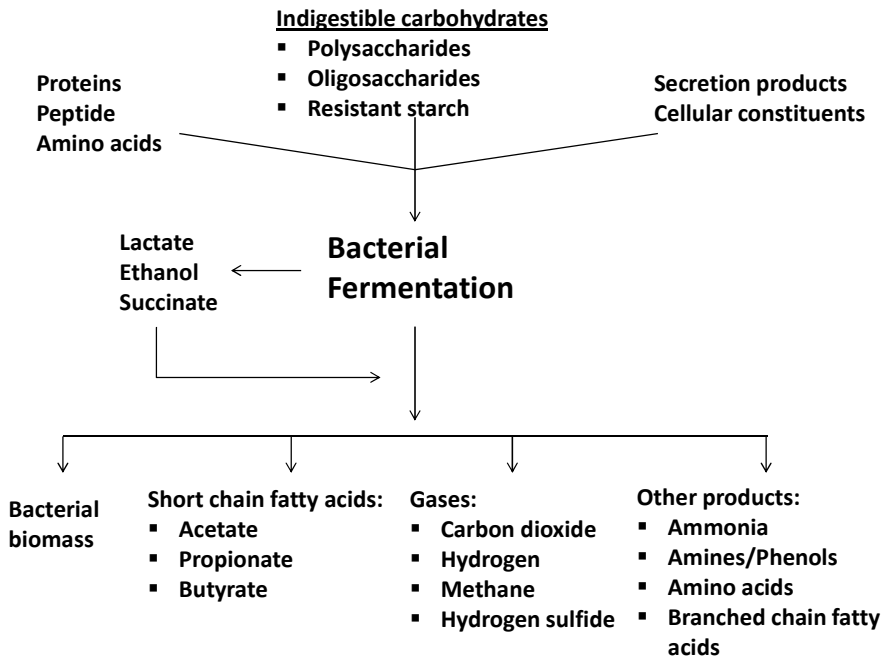 Indigestible carbohydrates
▪ Polysaccharides
▪ Oligosaccharides
▪ Resistant starch
Proteins
Peptide
Amino acids
Secretion products
Cellular constituents
Lactate
Ethanol
Succinate
Bacterial
Fermentation
Bacterial
biomass
Short chain fatty acids:
▪ Acetate
▪ Propionate
▪ Butyrate
Gases:
▪ Carbon dioxide
▪ Hydrogen
▪ Methane
▪ Hydrogen sulfide
Other products:
▪ Ammonia
▪ Amines/Phenols
▪ Amino acids
▪ Branched chain fatty
acids